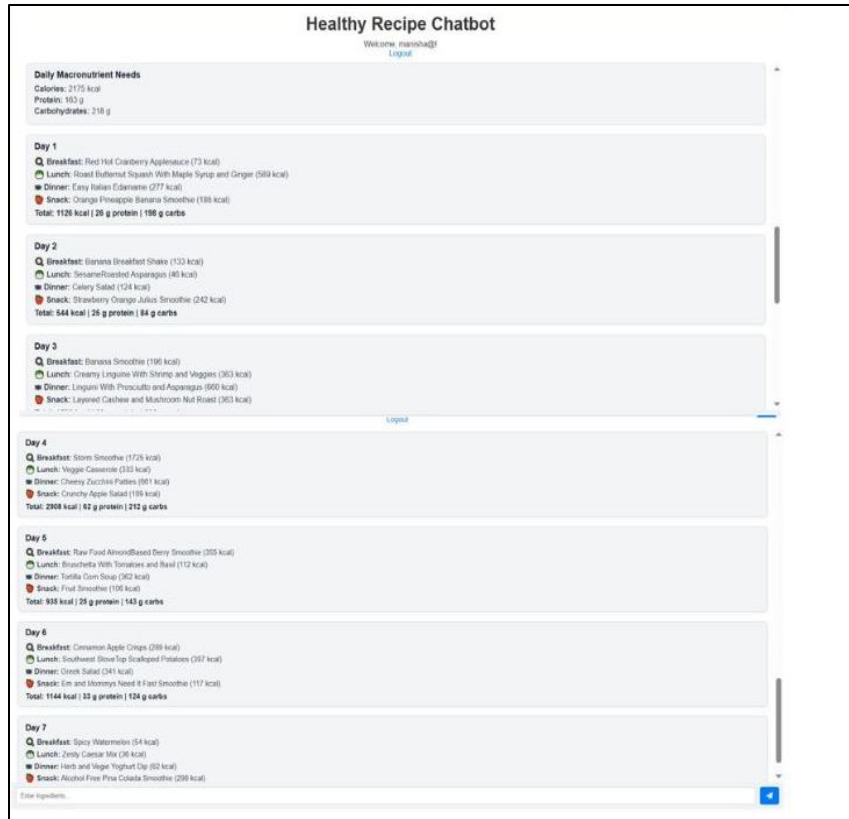 Healthy Recipe Chatbot
Welcome, manisha@!
Logout
Daily Macronutrient Needs
Calories: 2175 kcal
Protein: 163 g
Carbohydrates: 218 g
Day 1
Breakfast: Red Hot Cranberry Applesauce (73 kcal)
Lunch: Roast Butternut Squash With Maple Syrup and Ginger (589 kcal)
Dinner: Easy Italian Edamame (277 kcal)
Snack: Orange Pineapple Banana Smoothie (188 kcal)
Total: 1126 kcal | 26 g protein | 198 g carbs
Day 2
Breakfast: Banana Breakfast Shake (133 kcal)
Lunch: SesameRoasted Asparagus (46 kcal)
Dinner: Celery Salad (124 kcal)
Snack: Strawberry Orange Julius Smoothie (242 kcal)
Total: 544 kcal | 25 g protein | 84 g carbs
Day 3
Breakfast: Banana Smoothie (196 kcal)
Lunch: Creamy Linguine With Shrimp and Veggies (363 kcal)
Dinner: Linguini With Prosciutto and Asparagus (660 kcal)
Snack: Layered Cashew and Mushroom Nut Roast (363 kcal)
Logout
Day 4
Breakfast: Storm Smoothie (1725 kcal)
Lunch: Veggie Casserole (333 kcal)
Dinner: Cheesy Zucchini Patties (661 kcal)
Snack: Crunchy Apple Salad (189 kcal)
Total: 2908 kcal | 62 g protein | 212 g carbs
Day 5
Breakfast: Raw Food AlmondBased Berry Smoothie (355 kcal)
Lunch: Bruschetta With Tomatoes and Basil (112 kcal)
Dinner: Tortilla Corn Soup (362 kcal)
Snack: Fruit Smoothie (106 kcal)
Total: 935 kcal | 25 g protein | 143 g carbs
Day 6
Breakfast: Cinnamon Apple Crisps (289 kcal)
Lunch: Southwest StoveTop Scalloped Potatoes (397 kcal)
Dinner: Greek Salad (341 kcal)
Snack: Em and Mommys Need It Fast Smoothie (117 kcal)
Total: 1144 kcal | 33 g protein | 124 g carbs
Day 7
Breakfast: Spicy Watermelon (54 kcal)
Lunch: Zesty Caesar Mix (36 kcal)
Dinner: Herb and Vegie Yoghurt Dip (62 kcal)
Snack: Alcohol Free Pina Colada Smoothie (298 kcal)
Enter ingredients...